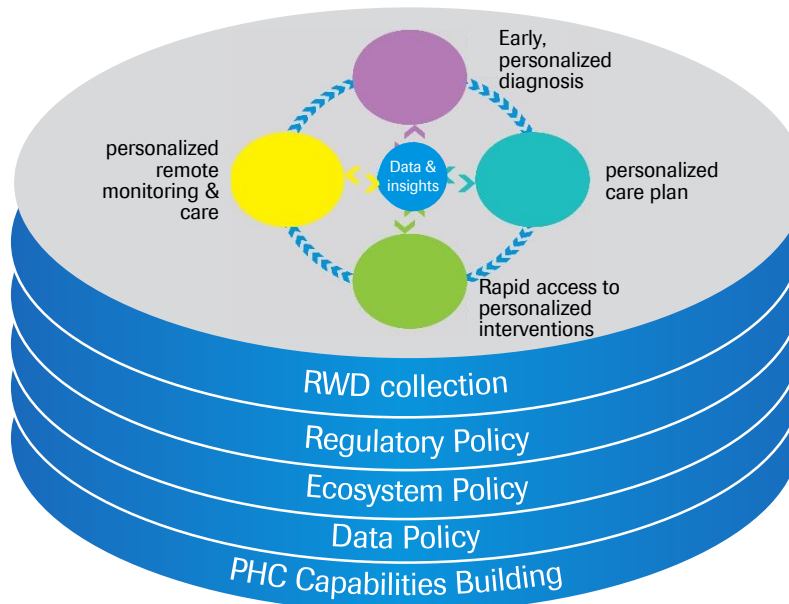 Early,
personalized
diagnosis
personalized
remote
monitoring &
care
Data &
insights
personalized
care plan
Rapid access to
personalized
interventions
RWD collection
Regulatory Policy
Ecosystem Policy
Data Policy
PHC Capabilities Building